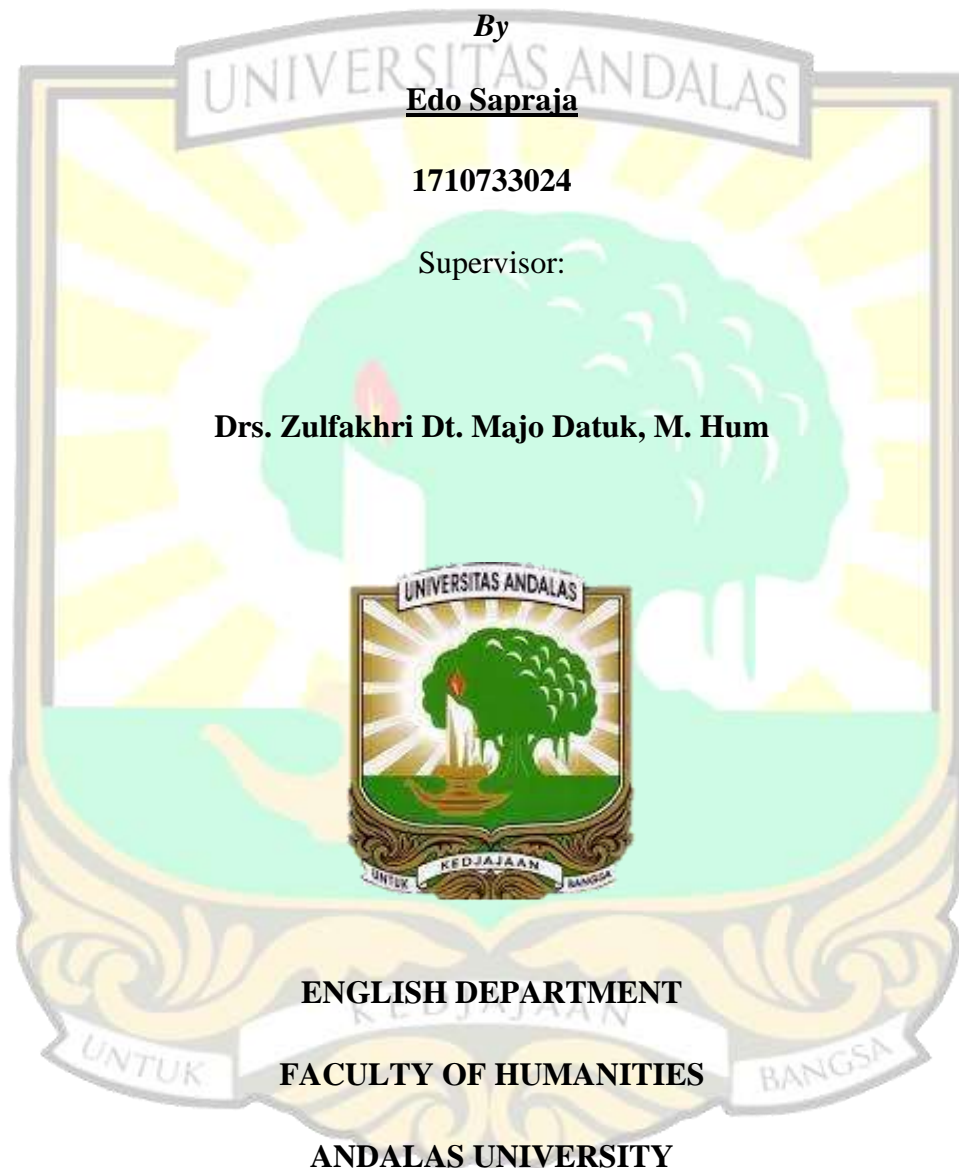 By
UNIVERSITAS ANDALAS
Edo Sapraja
1710733024
Supervisor:
Drs. Zulfakhri Dt. Majo Datuk, M. Hum
UNIVERSITAS ANDALAS
KEDJAJAAN
UNTUK BANGSA
ENGLISH DEPARTMENT
KEDJAJAAN
UNTUK BANGSA
FACULTY OF HUMANITIES
ANDALAS UNIVERSITY